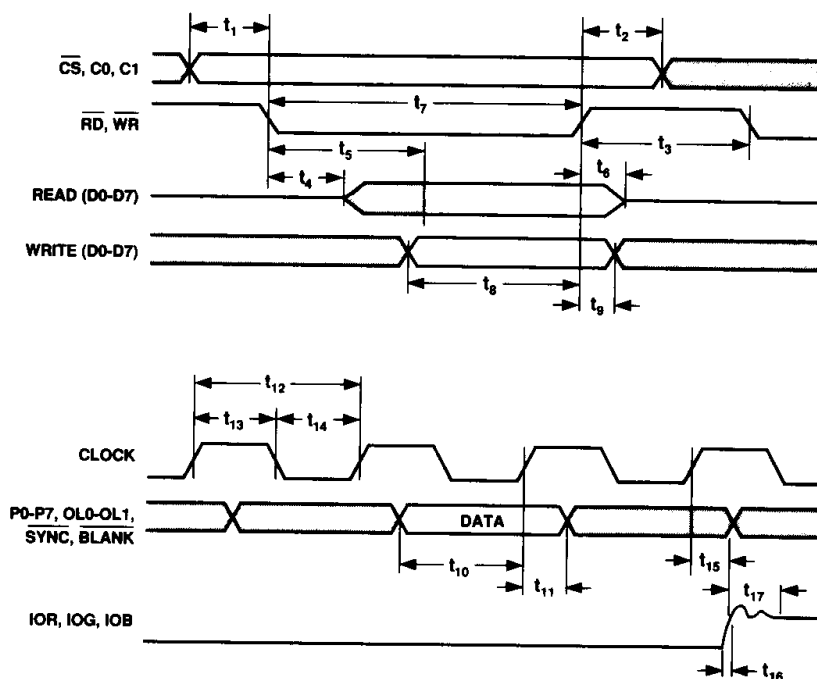 t1
t2
CS, C0, C1
t7
RD, WR
t5
t3
t4
t6
READ (D0-D7)
WRITE (D0-D7)
t8
t9
t12
t13
t14
CLOCK
P0-P7, OL0-OL1,
SYNC, BLANK
DATA
t10
t11
t15
t17
IOR, IOG, IOB
t16